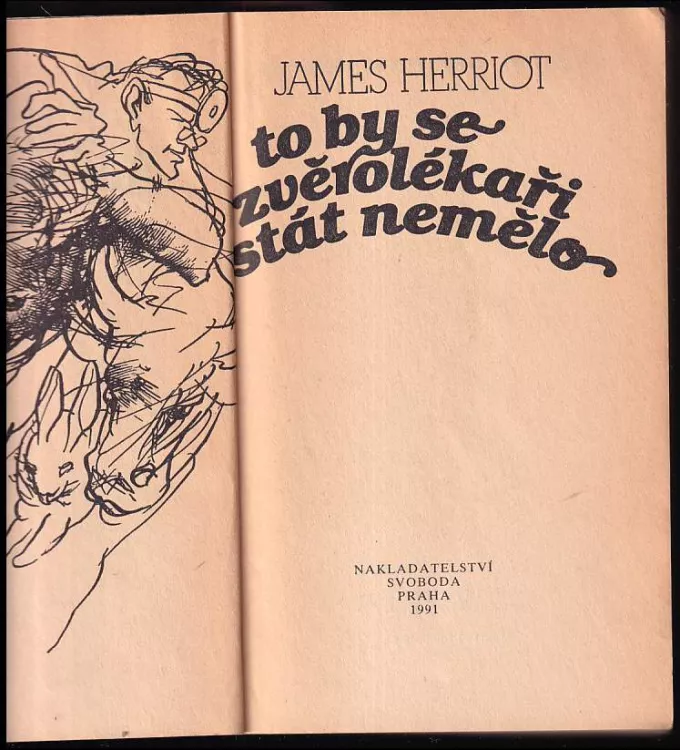 JAMES HERRIOT
to by se
zvěrolékaři
stát nemělo
NAKLADATELSTVÍ
SVOBODA
PRAHA
1991